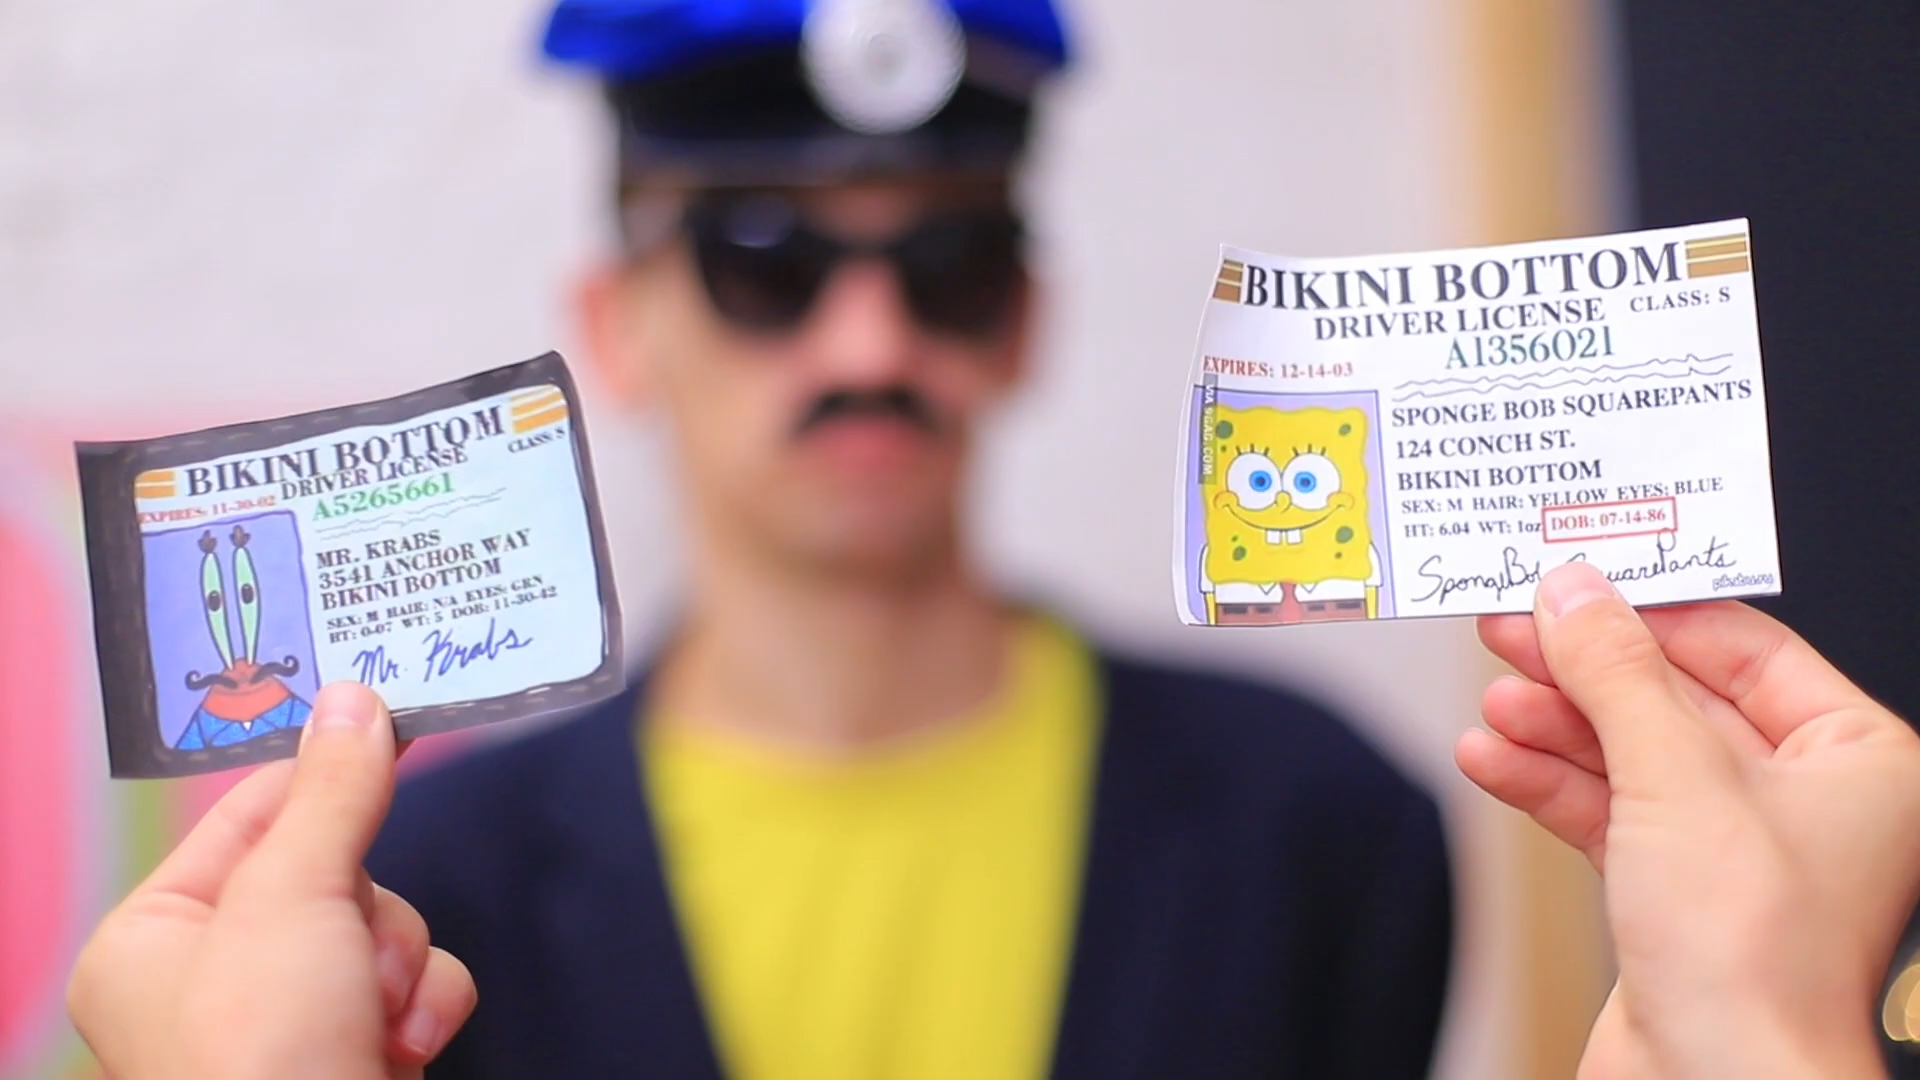 BIKINI BOTTOM
DRIVER LICENSE
CLASS: S
EXPIRES: 11-30-02
A5265661
MR. KRABS
3541 ANCHOR WAY
BIKINI BOTTOM
SEX: M HAIR: N/A EYES: GRN
HT: 0-07 WT: 5 DOB: 11-30-42
Mr. Krabs
BIKINI BOTTOM
DRIVER LICENSE
CLASS: S
A1356021
EXPIRES: 12-14-03
VIA 9GAG.COM
SPONGE BOB SQUAREPANTS
124 CONCH ST.
BIKINI BOTTOM
SEX: M HAIR: YELLOW EYES: BLUE
HT: 6.04 WT: 1oz DOB: 07-14-86
SpongeBob SquarePants